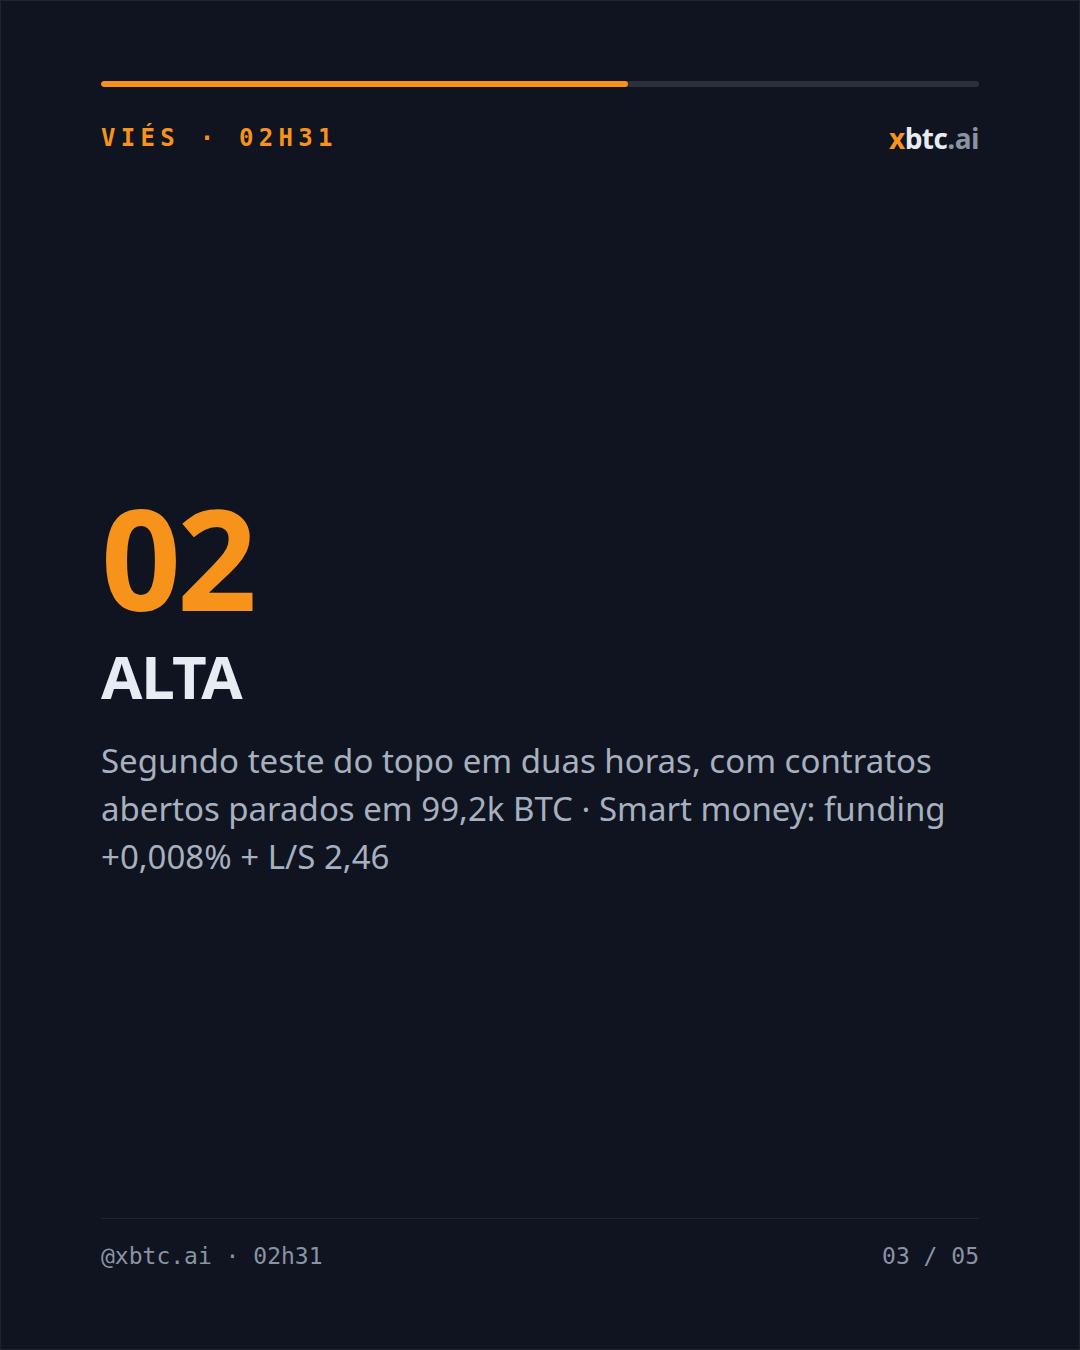 VIÉS · 02H31
xbtc.ai
02
ALTA
Segundo teste do topo em duas horas, com contratos
abertos parados em 99,2k BTC · Smart money: funding
+0,008% + L/S 2,46
@xbtc.ai · 02h31
03 / 05